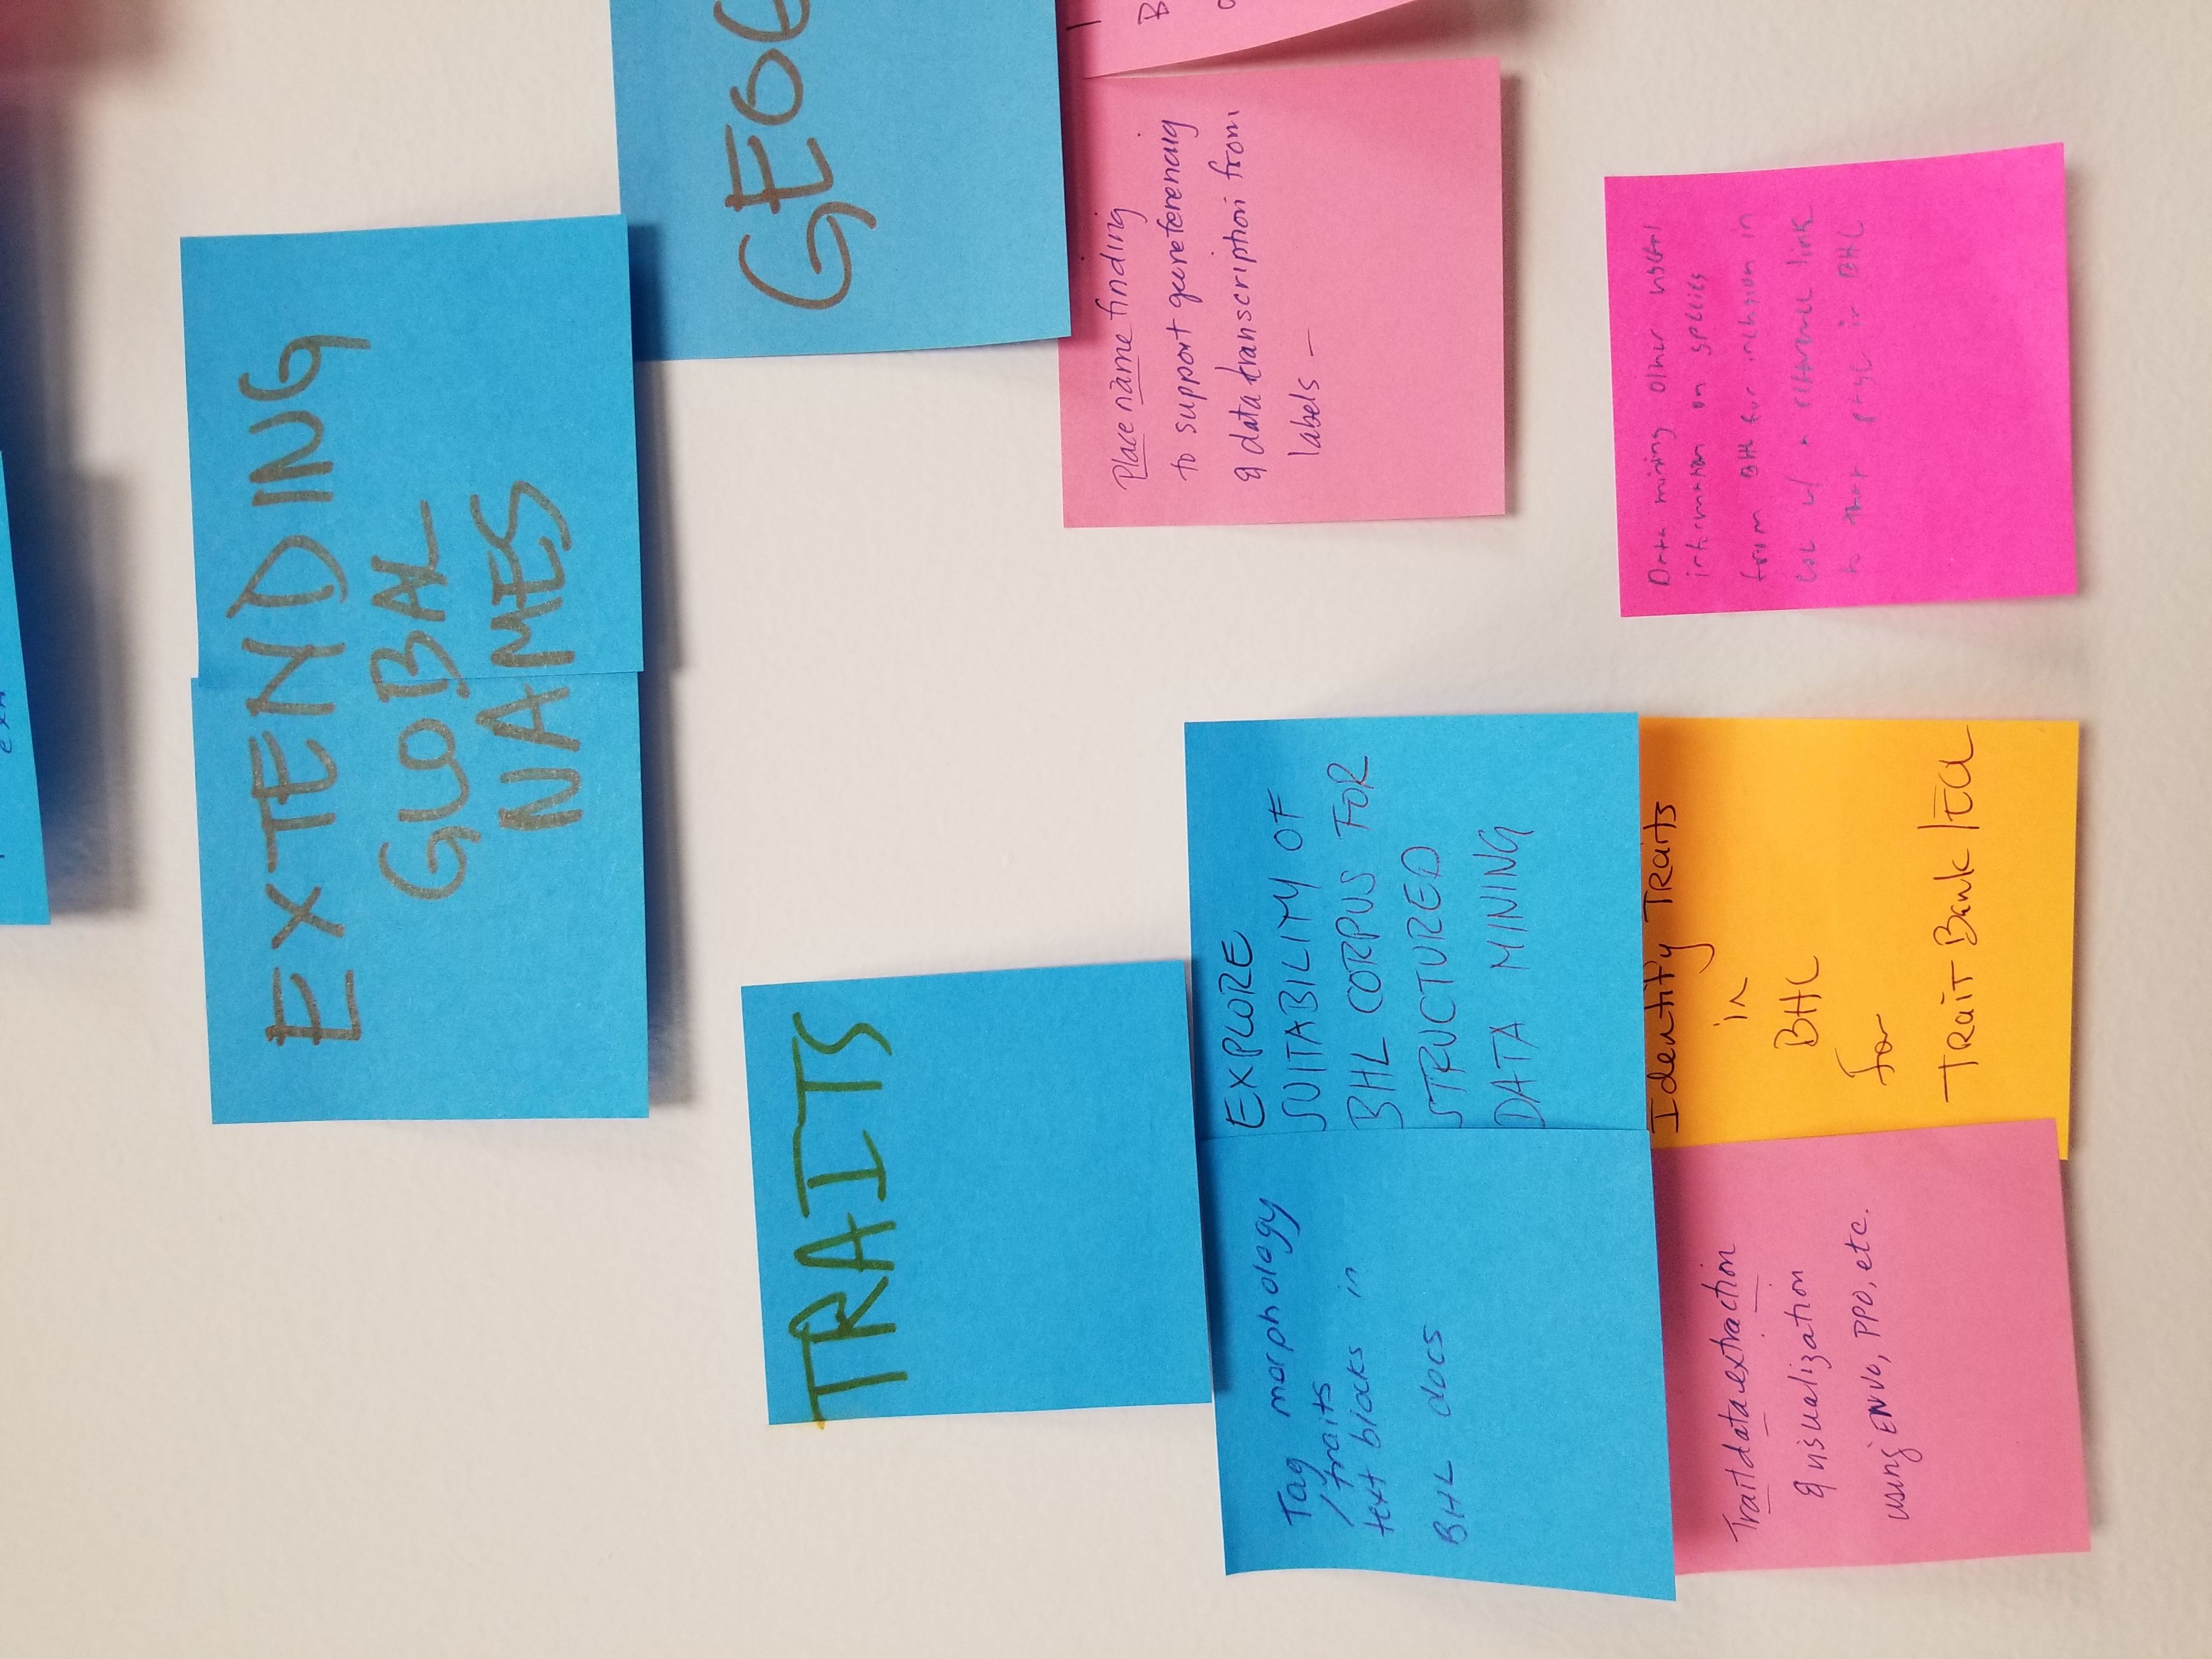 EXTENDING
GLOBAL
NAMES
TRAITS
GEOG
Tag morphology
/traits
text blocks in
BHL docs
EXPLORE
SUITABILITY OF
BHL CORPUS FOR
STRUCTURED
DATA MINING
Place name finding
to support georeferencing
& data transcription from
labels —
B
Trait data extraction
& visualization
using ENVO, PPO, etc.
Identify Traits
in
BHL
for
Trait Bank/EOL
Data mining other useful
information on species
from BHL for inclusion in
EOL w/ a reference link
to that page in BHL